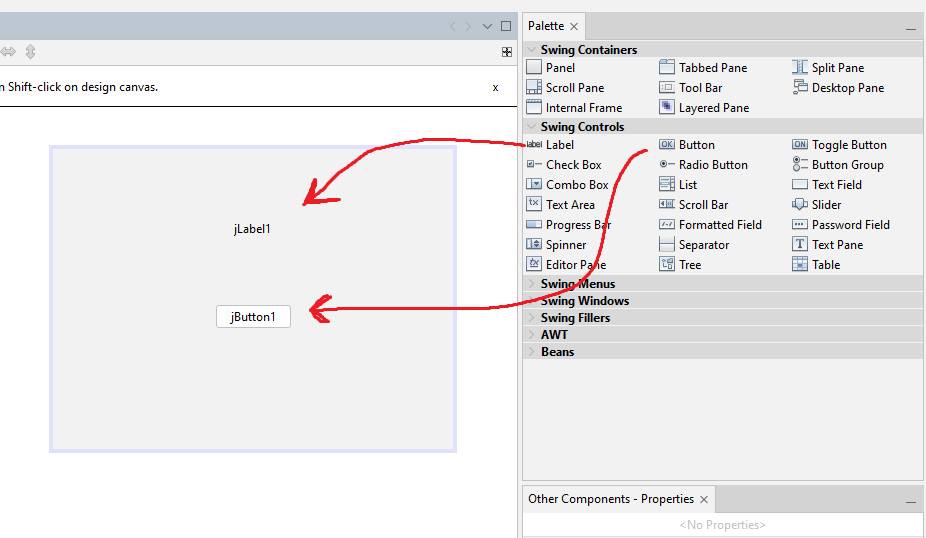 Palette
n Shift-click on design canvas.
x
Swing Containers
Panel
Tabbed Pane
Split Pane
Scroll Pane
Tool Bar
Desktop Pane
Internal Frame
Layered Pane
Swing Controls
label
Label
OK
Button
ON
Toggle Button
Check Box
Radio Button
Button Group
Combo Box
List
Text Field
Text Area
Scroll Bar
Slider
Progress Bar
Formatted Field
Password Field
Spinner
Separator
T
Text Pane
Editor Pane
Tree
Table
Swing Menus
Swing Windows
Swing Fillers
AWT
Beans
jLabel1
jButton1
Other Components - Properties
<No Properties>